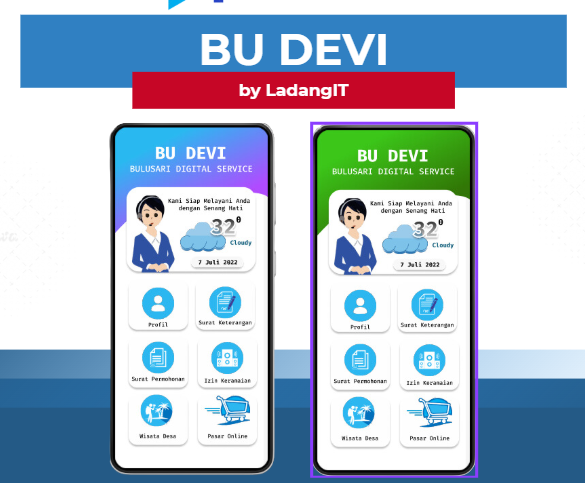 BU DEVI
by LadangIT
BU DEVI
BULUSARI DIGITAL SERVICE
Kami Siap Melayani Anda
dengan Senang Hati
32°
Cloudy
7 Juli 2022
Profil
Surat Keterangan
Surat Permohonan
Izin Keramaian
Wisata Desa
Pasar Online
BU DEVI
BULUSARI DIGITAL SERVICE
Kami Siap Melayani Anda
dengan Senang Hati
32°
Cloudy
7 Juli 2022
Profil
Surat Keterangan
Surat Permohonan
Izin Keramaian
Wisata Desa
Pasar Online